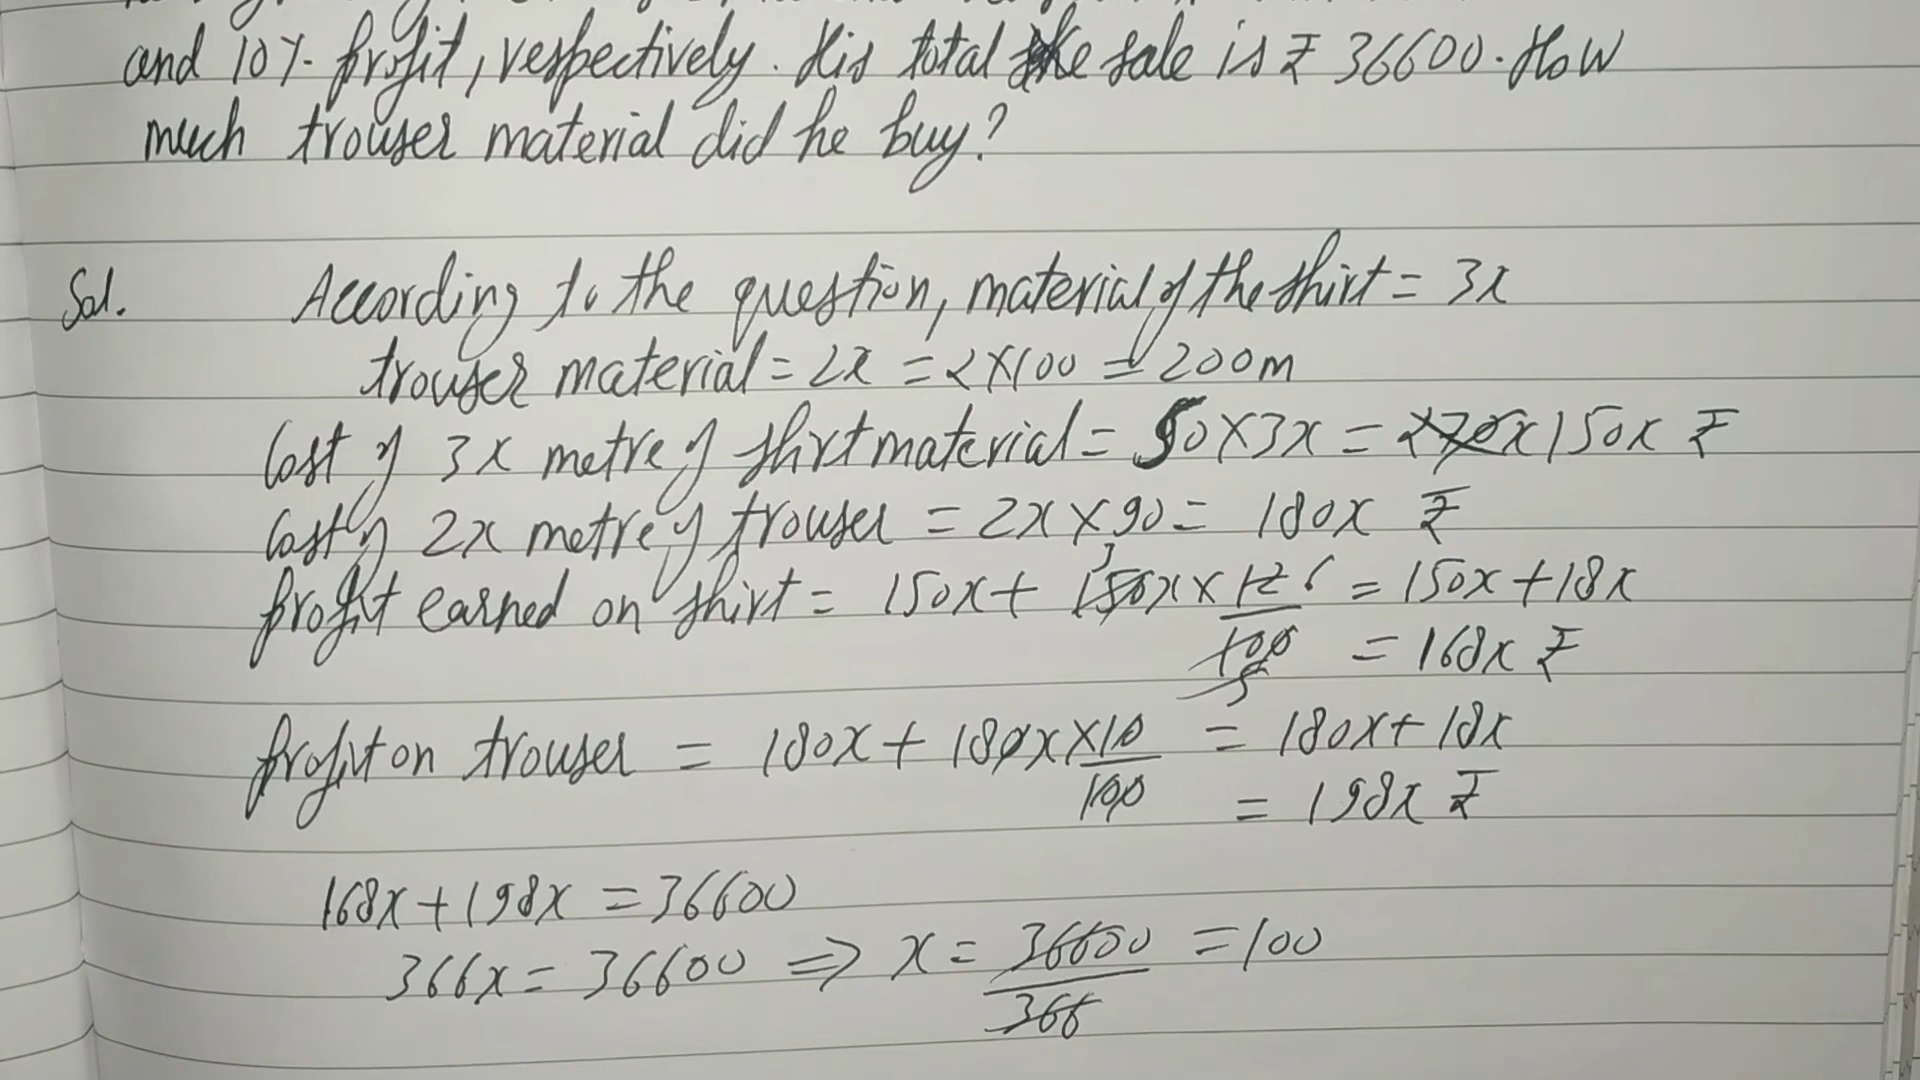 and 10%. profit, respectively. His total sale is ₹ 36600. How
much trouser material did he buy?
Sol. According to the question, material of the shirt = 3x
trouser material = 2x = 2×100 = 200m
Cost of 3x metre of shirt material = 50×3x = 150x ₹
Cost of 2x metre of trouser = 2x×90 = 180x ₹
profit earned on shirt = 150x + 150x × 12/100 = 150x + 18x
= 168x ₹
profit on trouser = 180x + 180x×10/100 = 180x + 18x
= 198x ₹
168x + 198x = 36600
366x = 36600 ⇒ x = 36600/366 = 100